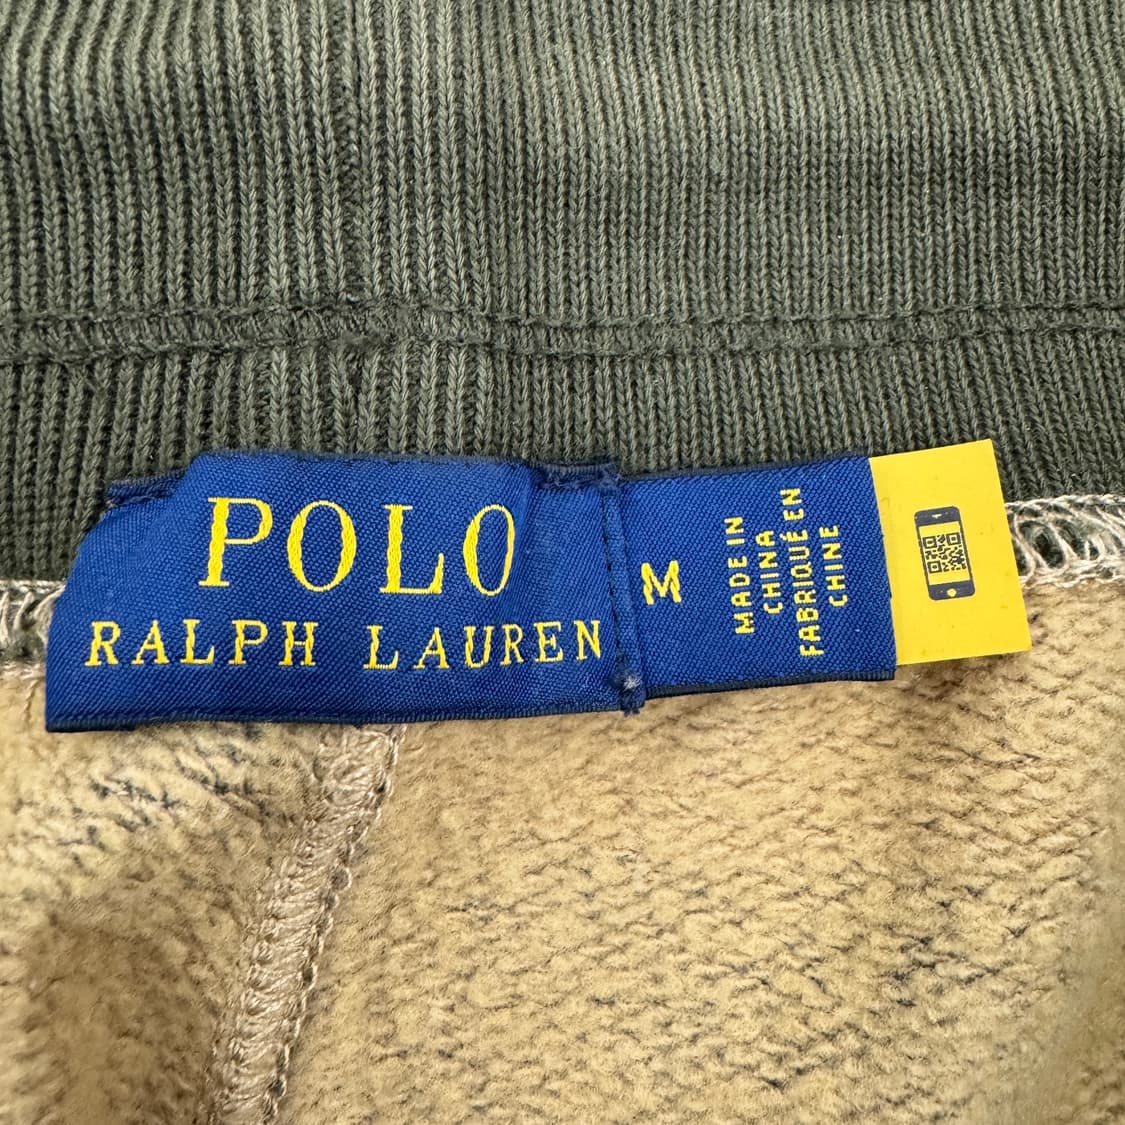 POLO
RALPH LAUREN
M
MADE IN
CHINA
FABRIQUÉ EN
CHINE